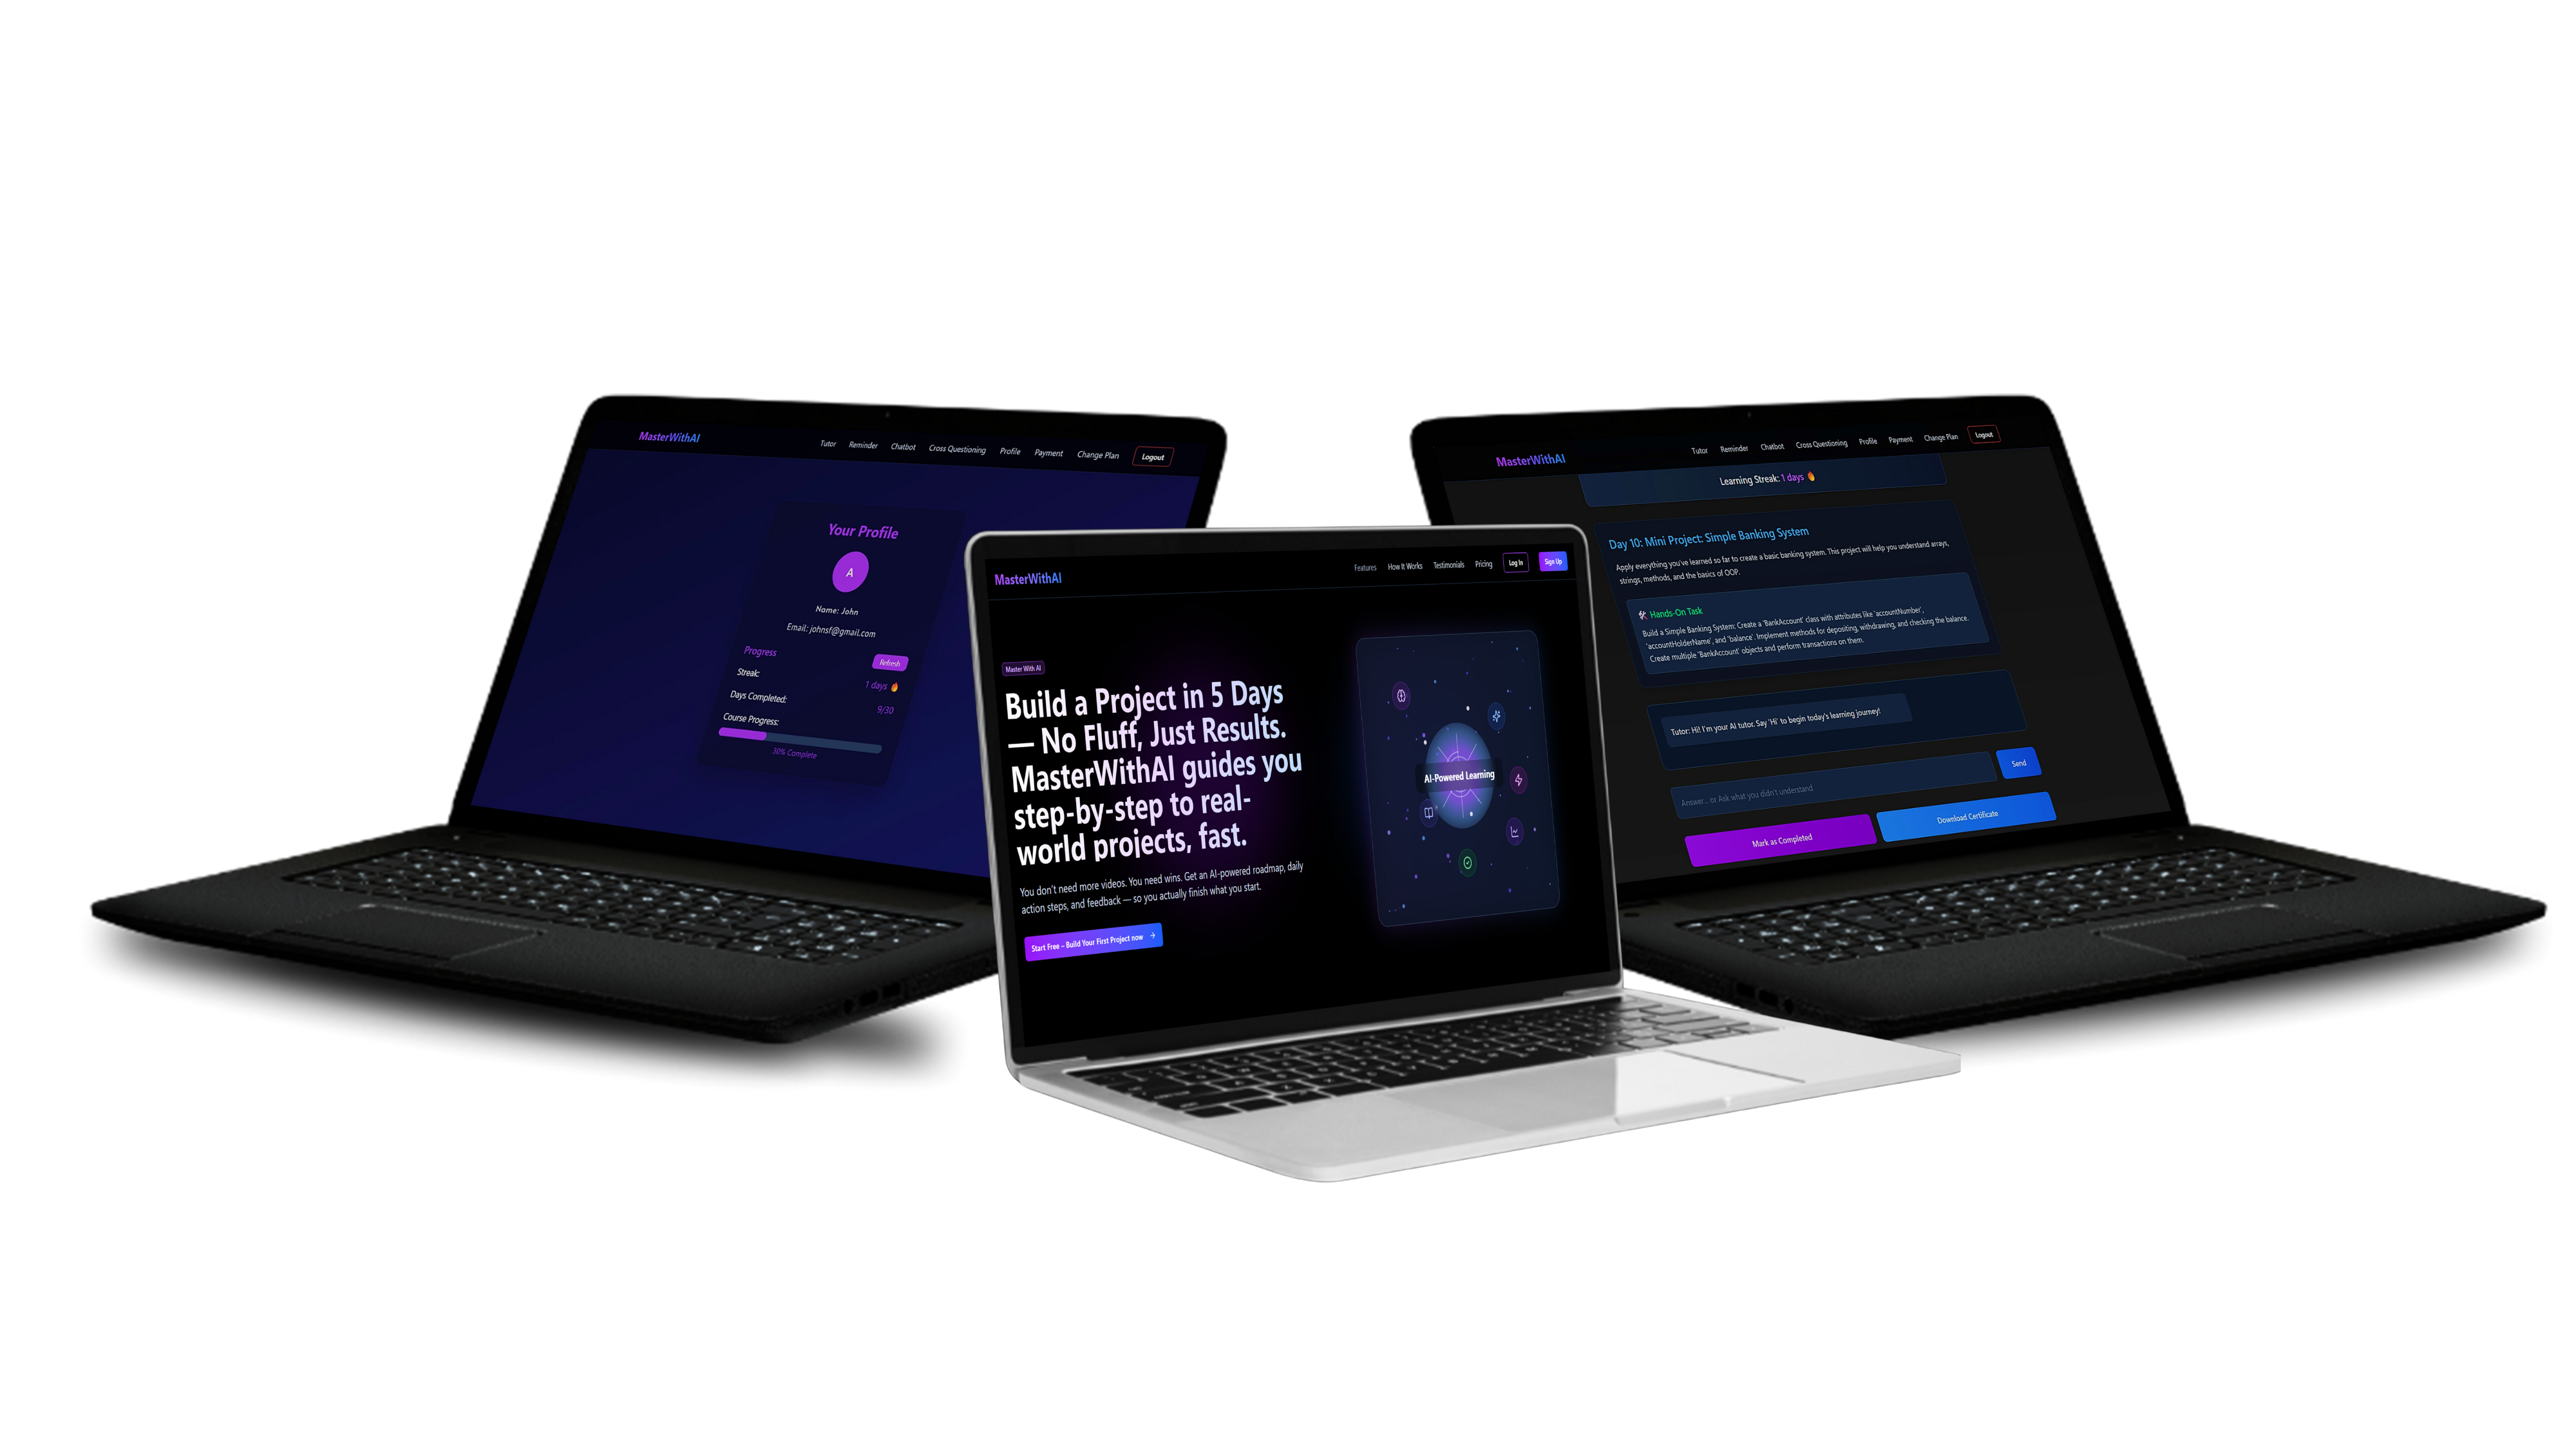 MasterWithAI
Tutor Reminder Chatbot Cross Questioning Profile Payment Change Plan Logout
Your Profile
A
Name: John
Email: johnsf@gmail.com
Progress Refresh
Streak: 1 days 🔥
Days Completed: 9/30
Course Progress:
30% Complete
MasterWithAI
Features How It Works Testimonials Pricing Log In Sign Up
Master With AI
Build a Project in 5 Days
— No Fluff, Just Results.
MasterWithAI guides you
step-by-step to real-
world projects, fast.
You don't need more videos. You need wins. Get an AI-powered roadmap, daily
action steps, and feedback — so you actually finish what you start.
Start Free – Build Your First Project now →
AI-Powered Learning
MasterWithAI
Tutor Reminder Chatbot Cross Questioning Profile Payment Change Plan Logout
Learning Streak: 1 days 🔥
Day 10: Mini Project: Simple Banking System
Apply everything you've learned so far to create a basic banking system. This project will help you understand arrays,
strings, methods, and the basics of OOP.
🛠 Hands-On Task
Build a Simple Banking System: Create a `BankAccount` class with attributes like `accountNumber`,
`accountHolderName`, and `balance`. Implement methods for depositing, withdrawing, and checking the balance.
Create multiple `BankAccount` objects and perform transactions on them.
Tutor: Hi! I'm your AI tutor. Say 'Hi' to begin today's learning journey!
Answer... or Ask what you didn't understand
Send
Mark as Completed
Download Certificate